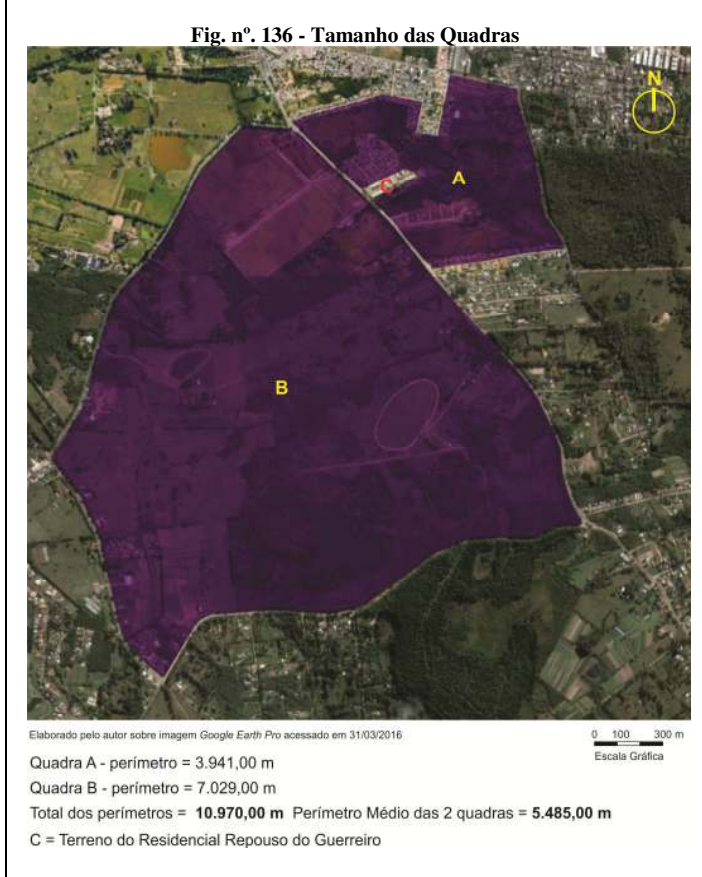 Fig. nº. 136 - Tamanho das Quadras
N
A
C
B
Elaborado pelo autor sobre imagem Google Earth Pro acessado em 31/03/2016
0 100 300 m
Escala Gráfica
Quadra A - perímetro = 3.941,00 m
Quadra B - perímetro = 7.029,00 m
Total dos perímetros = 10.970,00 m Perímetro Médio das 2 quadras = 5.485,00 m
C = Terreno do Residencial Repouso do Guerreiro